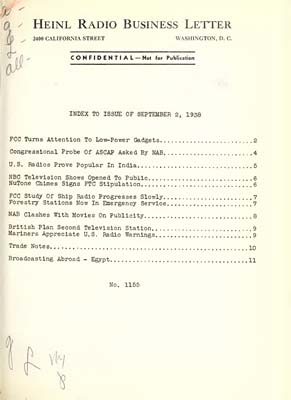 HEINL RADIO BUSINESS LETTER
2400 CALIFORNIA STREET WASHINGTON, D. C.
CONFIDENTIAL—Not for Publication
INDEX TO ISSUE OF SEPTEMBER 2, 1938
FCC Turns Attention To Low-Power Gadgets....................2
Congressional Probe Of ASCAP Asked By NAB...................4
U.S. Radios Prove Popular In India..........................5
NBC Television Shows Opened To Public.......................6
NuTone Chimes Signs FTC Stipulation.........................6
FCC Study Of Ship Radio Progresses Slowly...................7
Forestry Stations Now In Emergency Service..................7
NAB Clashes With Movies On Publicity........................8
British Plan Second Television Station......................9
Mariners Appreciate U.S. Radio Warnings.....................9
Trade Notes.................................................10
Broadcasting Abroad - Egypt.................................11
No. 1155